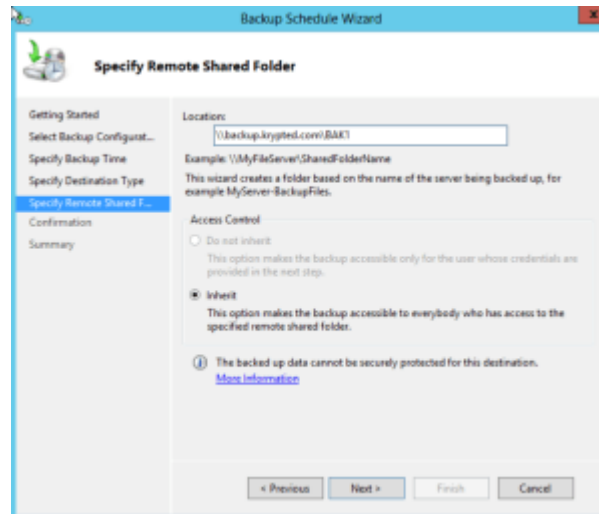 Backup Schedule Wizard
Specify Remote Shared Folder
Getting Started
Select Backup Configurat...
Specify Backup Time
Specify Destination Type
Specify Remote Shared F...
Confirmation
Summary
Location:
\\backup.krypted.com\BAK1
Example: \\MyFileServer\SharedFolderName
This wizard creates a folder based on the name of the server being backed up, for
example MyServer-BackupFiles.
Access Control
Do not inherit
This option makes the backup accessible only for the user whose credentials are
provided in the next step.
Inherit
This option makes the backup accessible to everybody who has access to the
specified remote shared folder.
The backed up data cannot be securely protected for this destination.
More Information
< Previous
Next >
Finish
Cancel